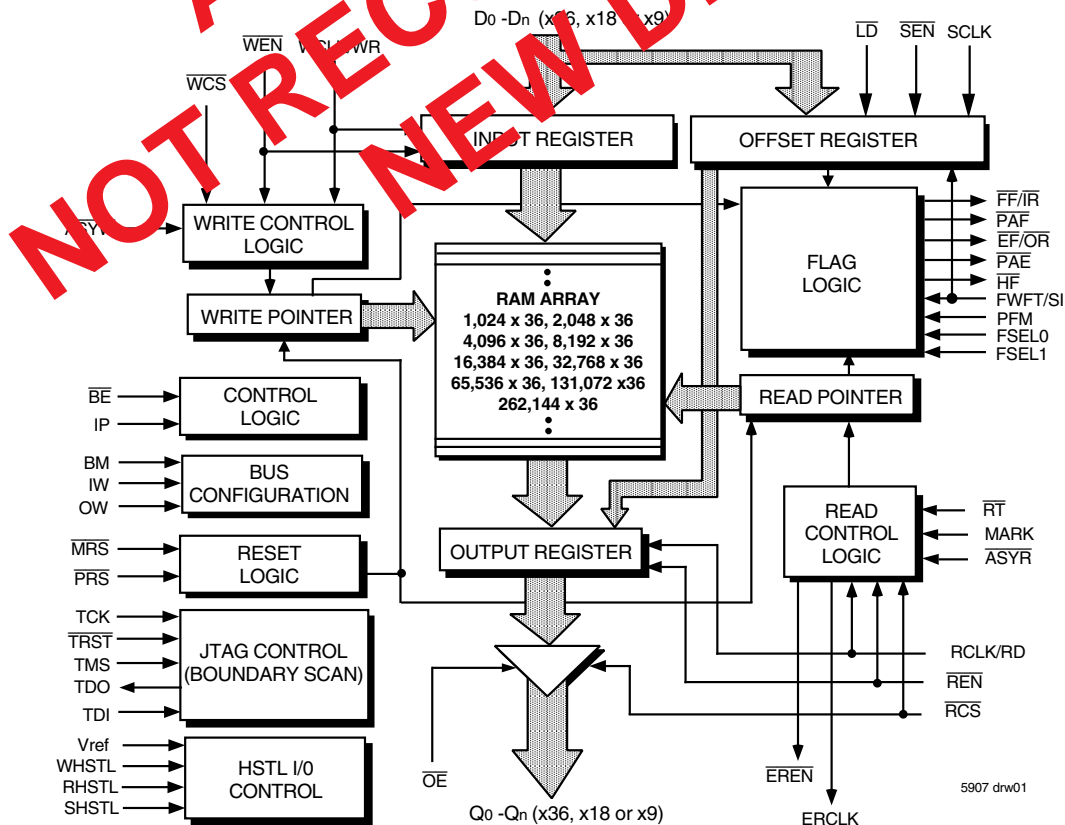 D0 -Dn (x36, x18 or x9)
WEN
WCS
LD
SEN
SCLK
NOT REC
NEW D
INPUT REGISTER
OFFSET REGISTER
WRITE CONTROL
LOGIC
WRITE POINTER
RAM ARRAY
1,024 x 36, 2,048 x 36
4,096 x 36, 8,192 x 36
16,384 x 36, 32,768 x 36
65,536 x 36, 131,072 x36
262,144 x 36
FLAG
LOGIC
FF/IR
PAF
EF/OR
PAE
HF
FWFT/SI
PFM
FSEL0
FSEL1
READ POINTER
BE
IP
CONTROL
LOGIC
BM
IW
OW
BUS
CONFIGURATION
MRS
PRS
RESET
LOGIC
OUTPUT REGISTER
READ
CONTROL
LOGIC
RT
MARK
ASYR
TCK
TRST
TMS
TDO
TDI
JTAG CONTROL
(BOUNDARY SCAN)
RCLK/RD
REN
RCS
Vref
WHSTL
RHSTL
SHSTL
HSTL I/0
CONTROL
OE
EREN
ERCLK
Q0 -Qn (x36, x18 or x9)
5907 drw01